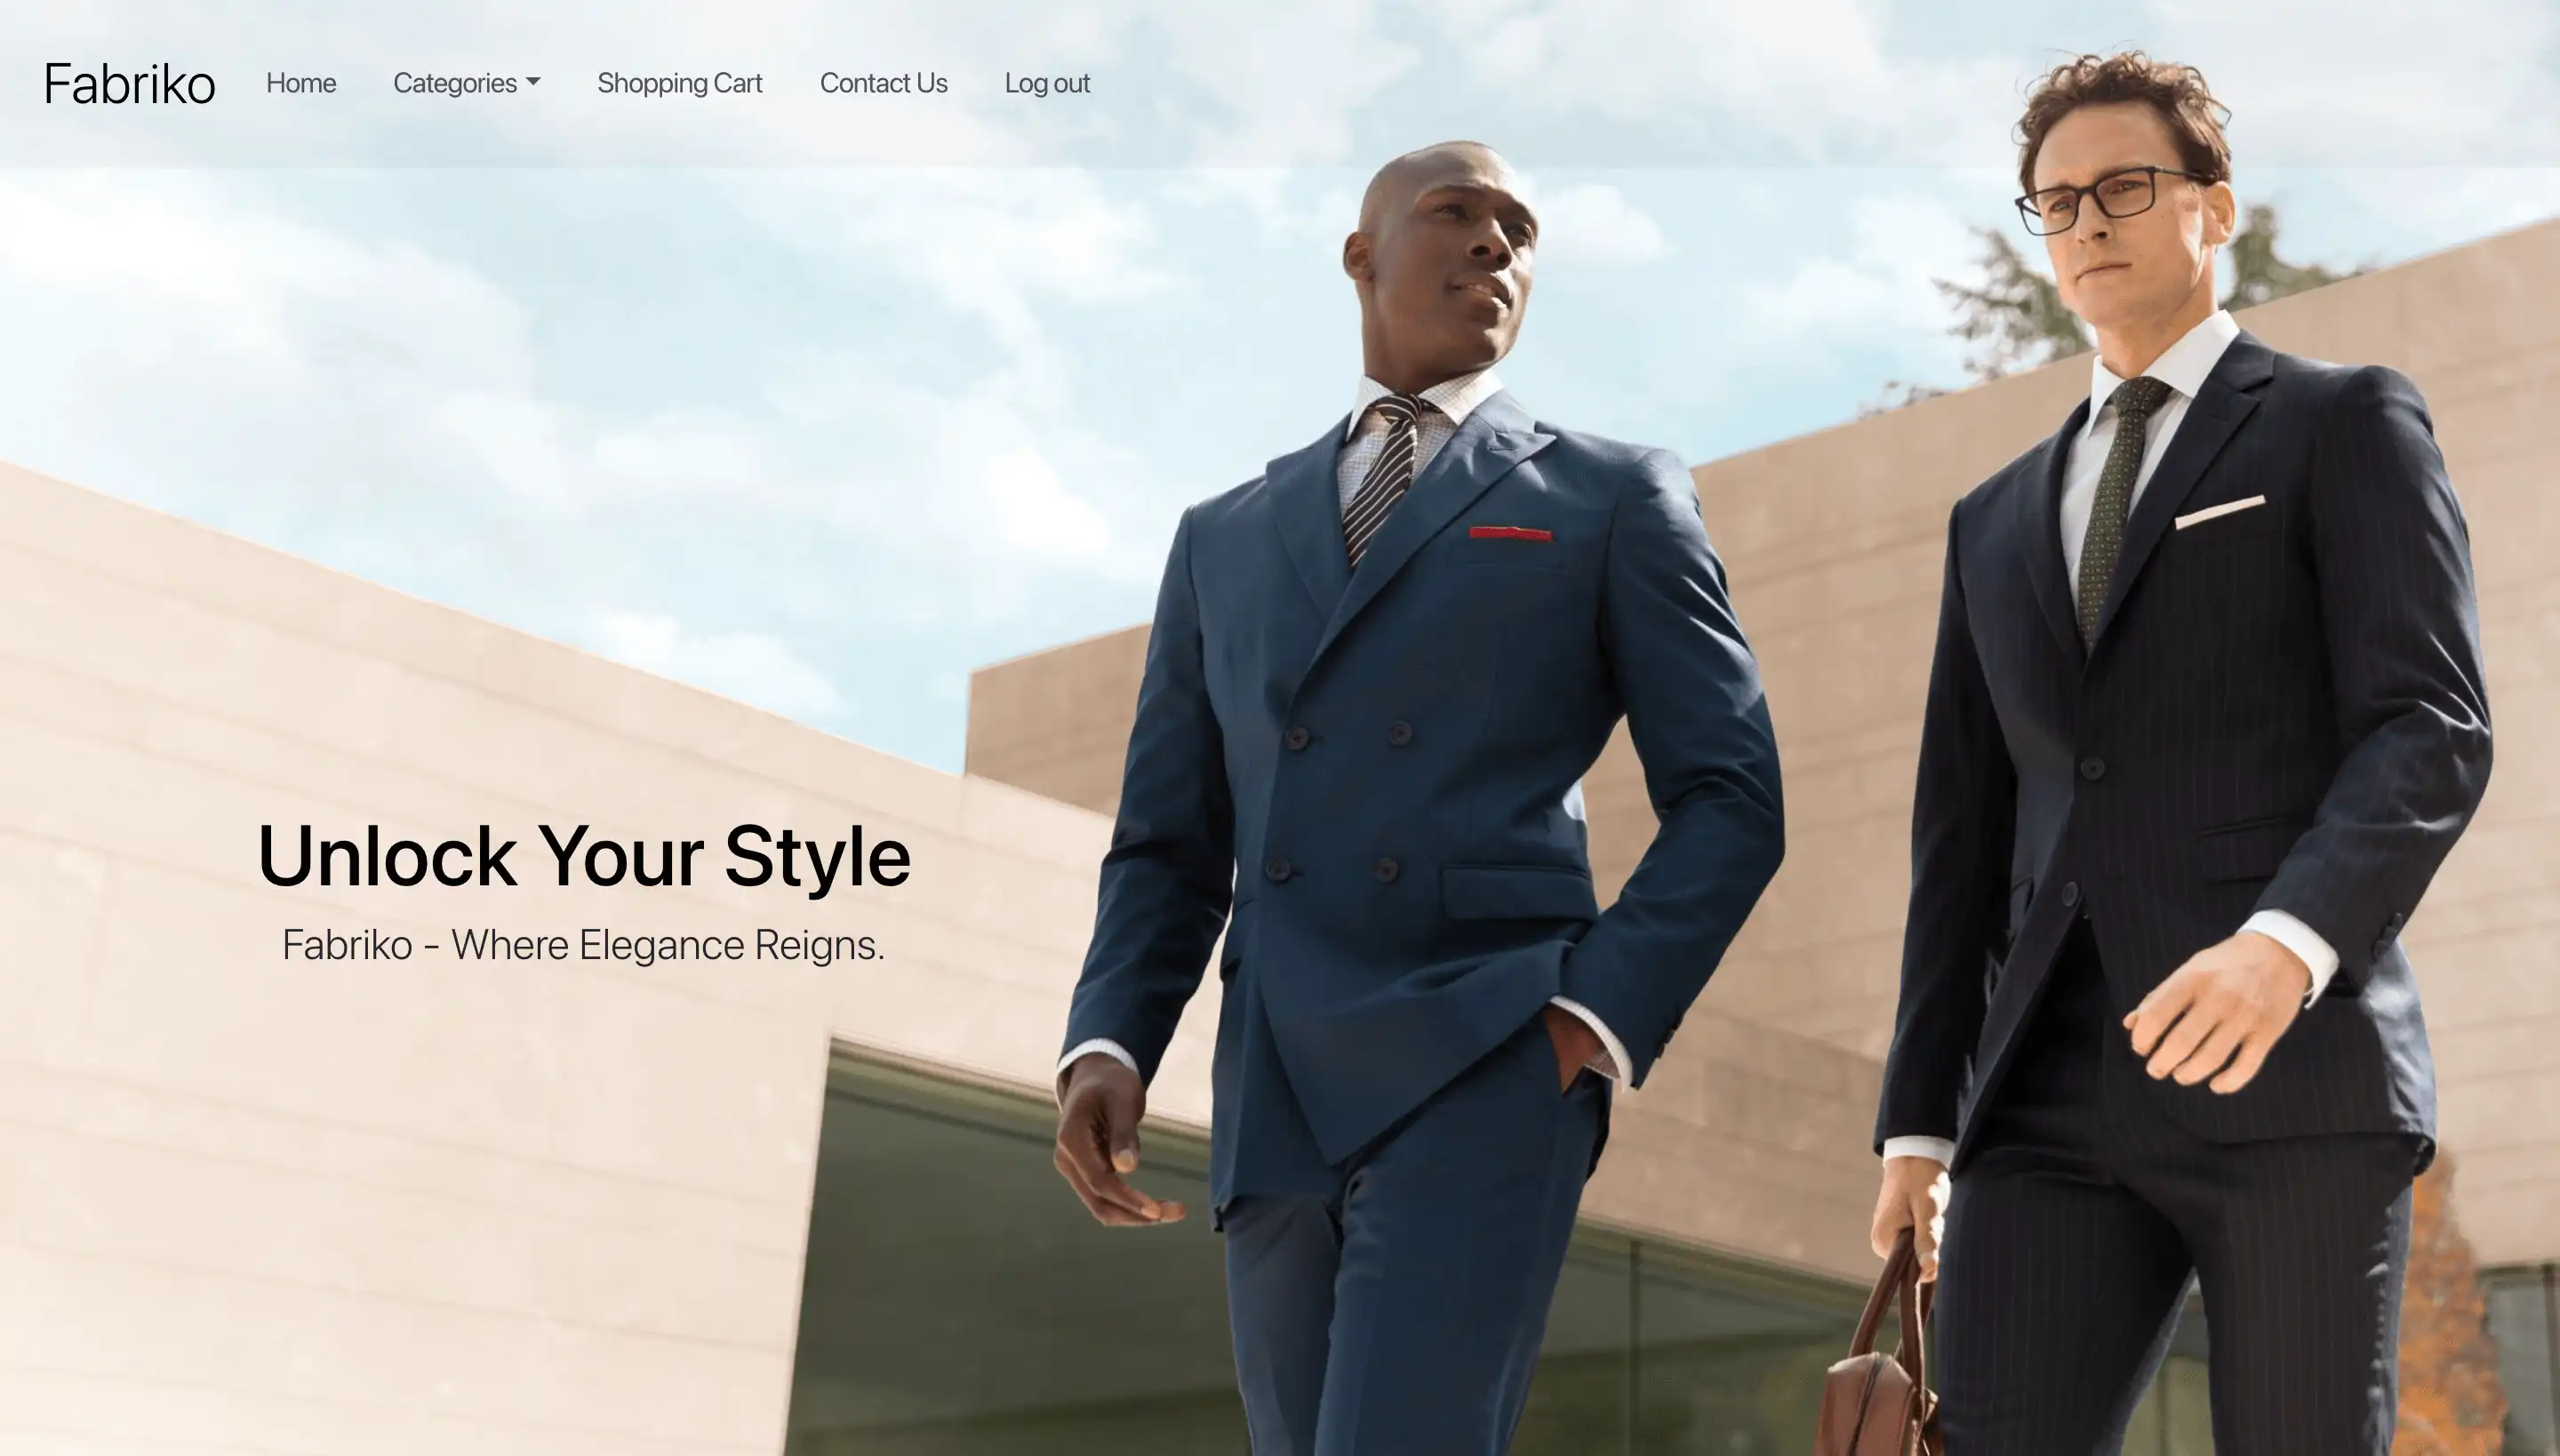 Fabriko Home Categories Shopping Cart Contact Us Log out
Unlock Your Style
Fabriko - Where Elegance Reigns.